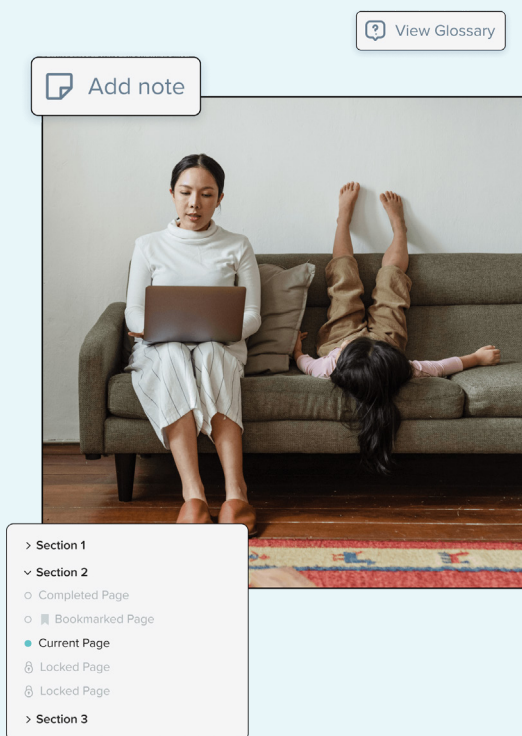 View Glossary
Add note
Section 1
Section 2
Completed Page
Bookmarked Page
Current Page
Locked Page
Locked Page
Section 3